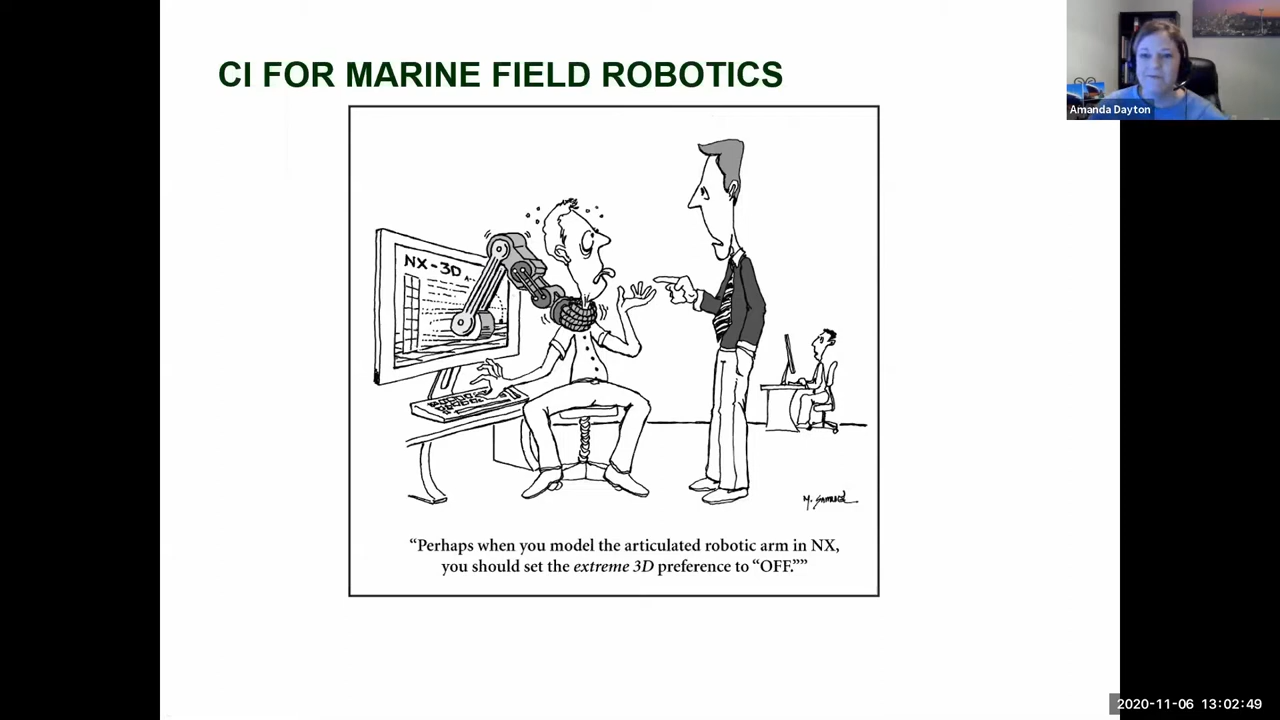 CI FOR MARINE FIELD ROBOTICS
Amanda Dayton
NX-3D
“Perhaps when you model the articulated robotic arm in NX,
you should set the extreme 3D preference to “OFF.””
2020-11-06 13:02:49